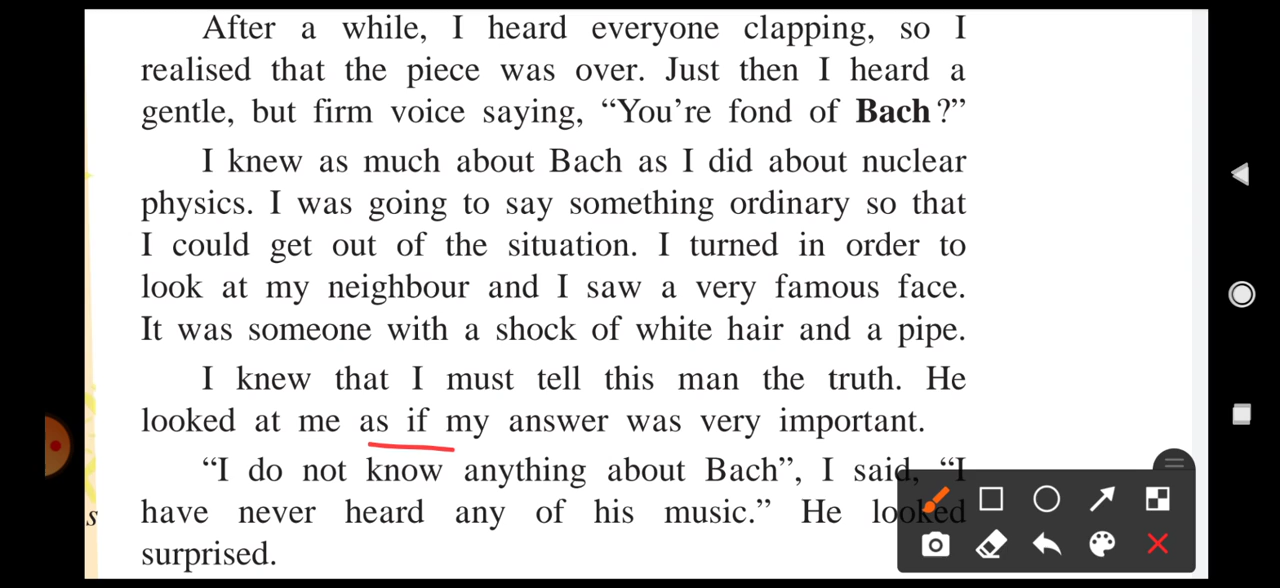 After a while, I heard everyone clapping, so I
realised that the piece was over. Just then I heard a
gentle, but firm voice saying, “You’re fond of Bach?”
I knew as much about Bach as I did about nuclear
physics. I was going to say something ordinary so that
I could get out of the situation. I turned in order to
look at my neighbour and I saw a very famous face.
It was someone with a shock of white hair and a pipe.
I knew that I must tell this man the truth. He
looked at me as if my answer was very important.
“I do not know anything about Bach”, I said, “I
have never heard any of his music.” He looked
surprised.
s